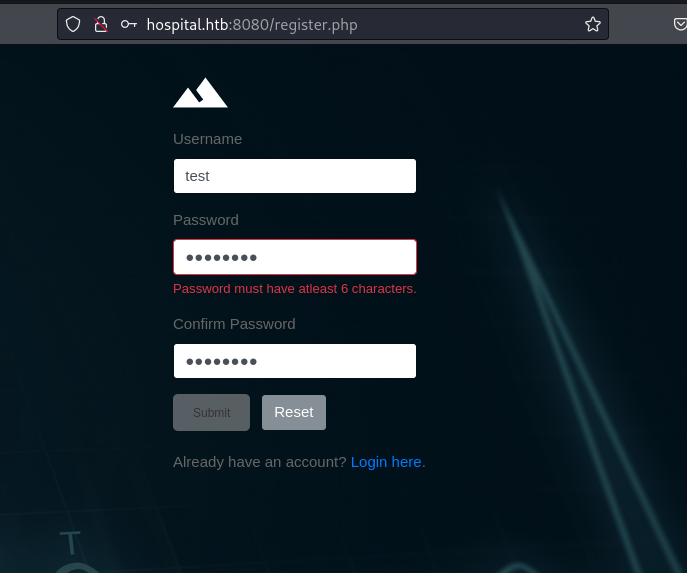 hospital.htb:8080/register.php
Username
test
Password
●●●●●●●●
Password must have atleast 6 characters.
Confirm Password
●●●●●●●●
Submit Reset
Already have an account? Login here.
T